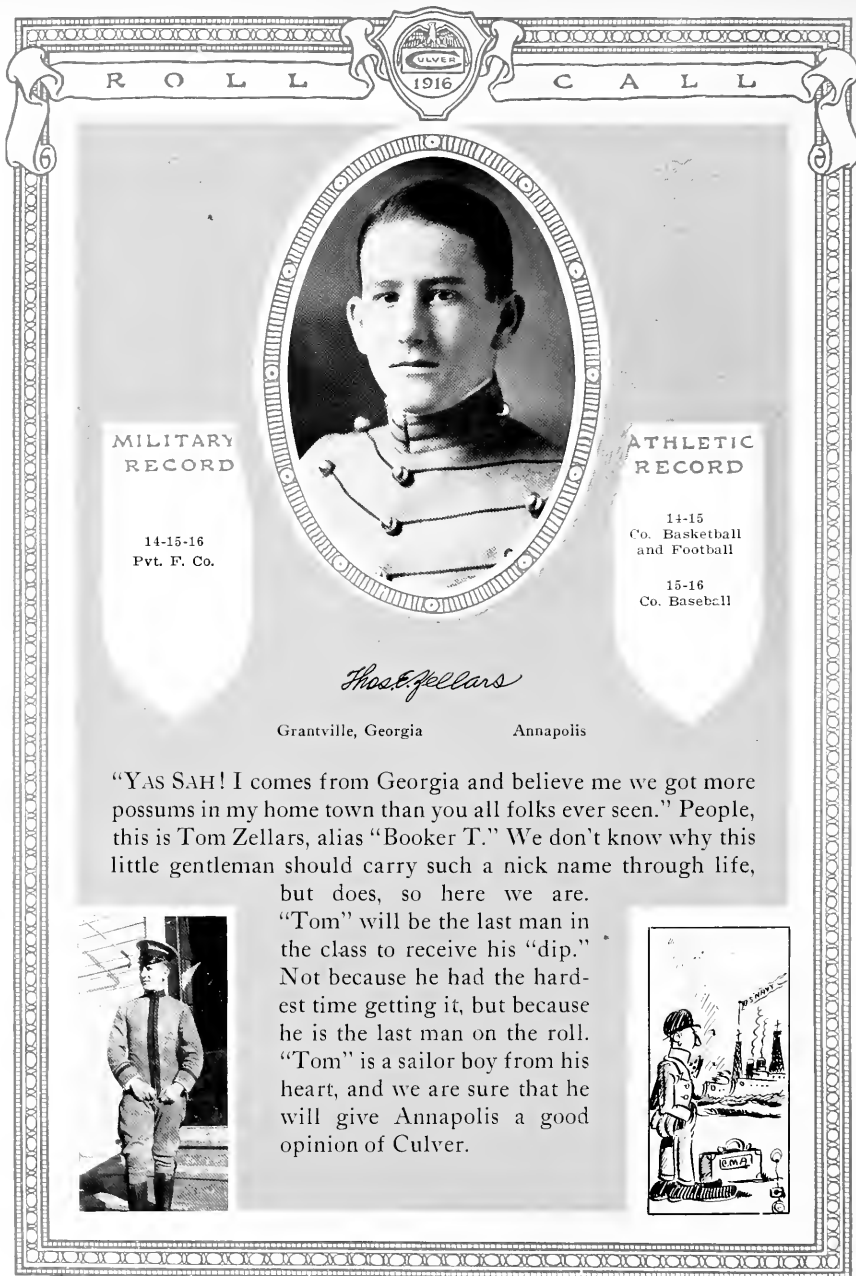 ROLL CALL
CULVER
1916
MILITARY
RECORD
14-15-16
Pvt. F. Co.
ATHLETIC
RECORD
14-15
Co. Basketball
and Football
15-16
Co. Baseball
Thos. E. Zellars
Grantville, Georgia Annapolis
"YAS SAH! I comes from Georgia and believe me we got more
possums in my home town than you all folks ever seen." People,
this is Tom Zellars, alias "Booker T." We don't know why this
little gentleman should carry such a nick name through life,
but does, so here we are.
"Tom" will be the last man in
the class to receive his "dip."
Not because he had the hard-
est time getting it, but because
he is the last man on the roll.
"Tom" is a sailor boy from his
heart, and we are sure that he
will give Annapolis a good
opinion of Culver.
U.S. NAVY
C.M.A.